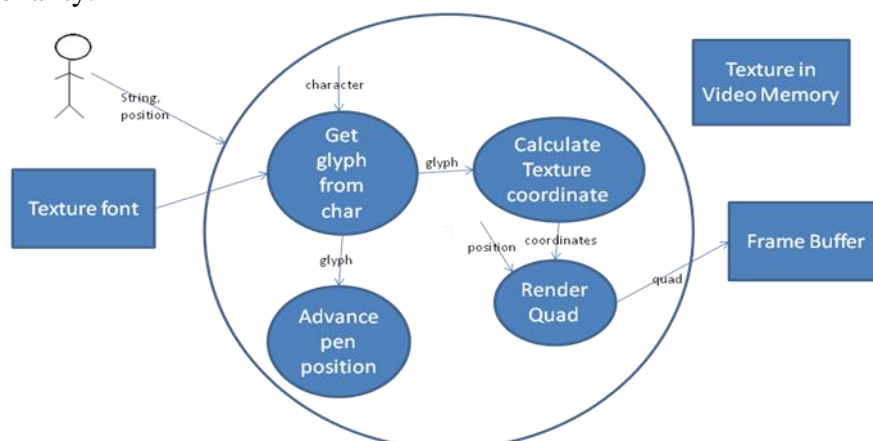 String,
position
Texture font
character
Get
glyph
from
char
glyph
Calculate
Texture
coordinate
glyph
Advance
pen
position
position
coordinates
Render
Quad
quad
Texture in
Video Memory
Frame Buffer